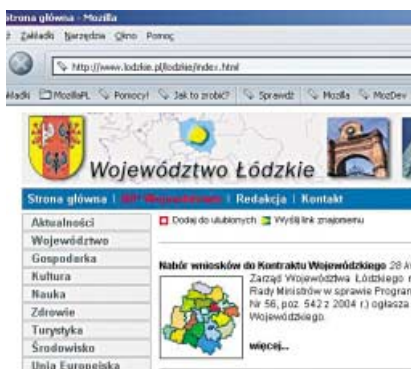 Strona główna - Mozilla
Zakładki Narzędzia Okno Pomoc
http://www.lodzkie.pl/lodzkie/index.html
MozillaPL Pomocy! Jak to zrobić? Sprawdź Mozilla MozDev
Województwo Łódzkie
Strona główna | | Redakcja | Kontakt
Aktualności
Dodaj do ulubionych Wyślij link znajomemu
Województwo
Gospodarka
Kultura
Nauka
Zdrowie
Turystyka
Środowisko
Unia Europejska
Nabór wniosków do Kontraktu Wojewódzkiego 28
Zarząd Województwa Łódzkiego
Rady Ministrów w sprawie Program
Nr 56, poz. 542 z 2004 r.) ogłasza
Wojewódzkiego.
więcej...